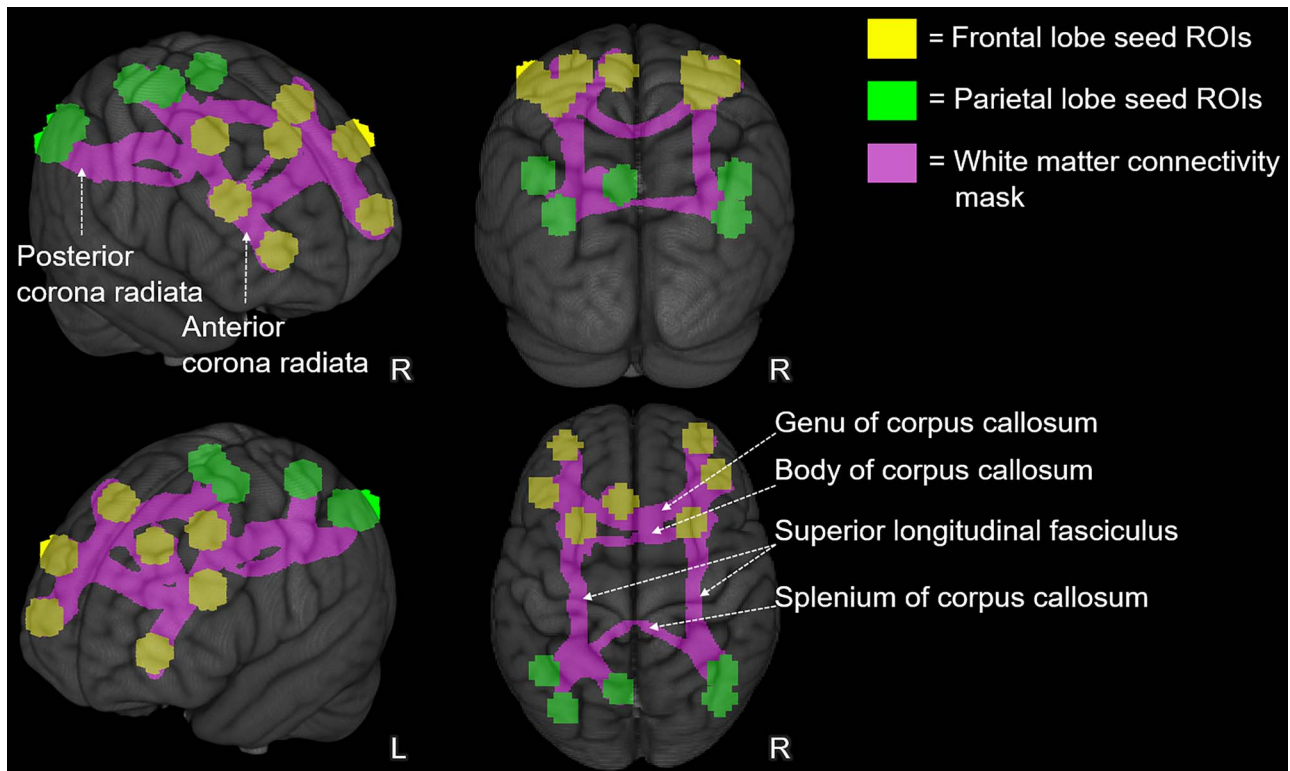 = Frontal lobe seed ROIs
= Parietal lobe seed ROIs
= White matter connectivity
mask
Posterior
corona radiata
Anterior
corona radiata
R
R
Genu of corpus callosum
Body of corpus callosum
Superior longitudinal fasciculus
Splenium of corpus callosum
L
R